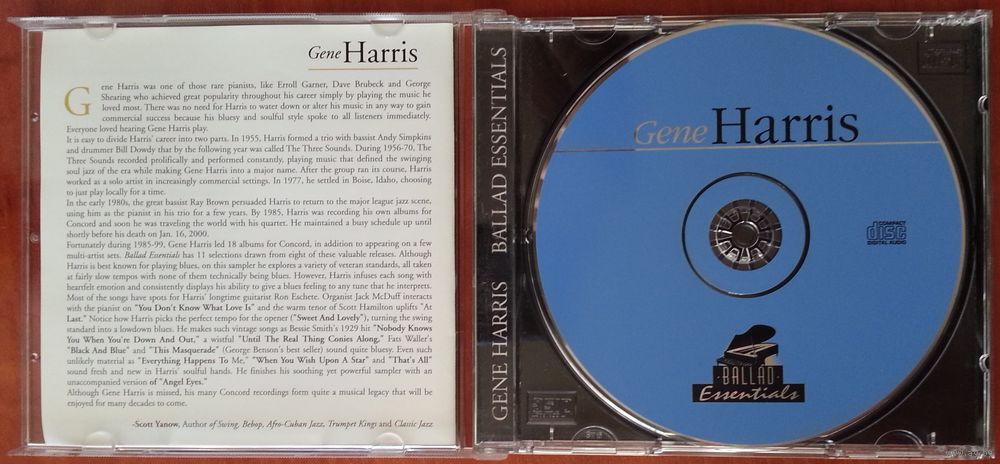 Gene Harris
Gene Harris was one of those rare pianists, like Erroll Garner, Dave Brubeck and George
Shearing who achieved great popularity throughout his career simply by playing the music he
loved most. There was no need for Harris to water down or alter his music in any way to gain
commercial success because his bluesy and soulful style spoke to all listeners immediately.
Everyone loved hearing Gene Harris play.
It is easy to divide Harris' career into two parts. In 1955, Harris formed a trio with bassist Andy Simpkins
and drummer Bill Dowdy that by the following year was called The Three Sounds. During 1956-70, The
Three Sounds recorded prolifically and performed constantly, playing music that defined the swinging
soul jazz of the era while making Gene Harris into a major name. After the group ran its course, Harris
worked as a solo artist in increasingly commercial settings. In 1977, he settled in Boise, Idaho, choosing
to just play locally for a time.
In the early 1980s, the great bassist Ray Brown persuaded Harris to return to the major league jazz scene,
using him as the pianist in his trio for a few years. By 1985, Harris was recording his own albums for
Concord and soon he was traveling the world with his quartet. He maintained a busy schedule up until
shortly before his death on Jan. 16, 2000.
Fortunately during 1985-99, Gene Harris led 18 albums for Concord, in addition to appearing on a few
multi-artist sets. Ballad Essentials has 11 selections drawn from eight of these valuable releases. Although
Harris is best known for playing blues, on this sampler he explores a variety of veteran standards, all taken
at fairly slow tempos with none of them technically being blues. However, Harris infuses each song with
heartfelt emotion and consistently displays his ability to give a blues feeling to any tune that he interprets.
Most of the songs have spots for Harris' longtime guitarist Ron Eschete. Organist Jack McDuff interacts
with the pianist on "You Don't Know What Love Is" and the warm tenor of Scott Hamilton uplifts "At
Last." Notice how Harris picks the perfect tempo for the opener ("Sweet And Lovely"), turning the swing
standard into a lowdown blues. He makes such vintage songs as Bessie Smith's 1929 hit "Nobody Knows
You When You're Down And Out," a wistful "Until The Real Thing Comes Along," Fats Waller's
"Black And Blue" and "This Masquerade" (George Benson's best seller) sound quite bluesy. Even such
unlikely material as "Everything Happens To Me," "When You Wish Upon A Star" and "That's All"
sound fresh and new in Harris' soulful hands. He finishes his soothing yet powerful sampler with an
unaccompanied version of "Angel Eyes."
Although Gene Harris is missed, his many Concord recordings form quite a musical legacy that will be
enjoyed for many decades to come.
-Scott Yanow, Author of Swing, Bebop, Afro-Cuban Jazz, Trumpet Kings and Classic Jazz
GENE HARRIS BALLAD ESSENTIALS
Gene Harris
COMPACT
disc
DIGITAL AUDIO
BALLAD
Essentials